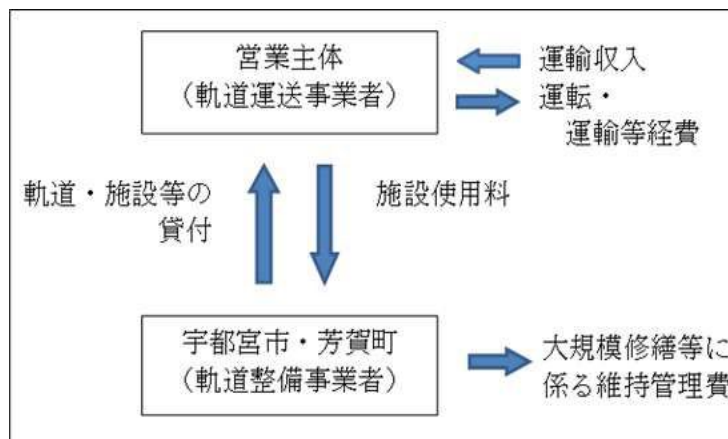 営業主体
（軌道運送事業者）
運輸収入
運転・
運輸等経費
軌道・施設等の
貸付
施設使用料
宇都宮市・芳賀町
（軌道整備事業者）
大規模修繕等に
係る維持管理費